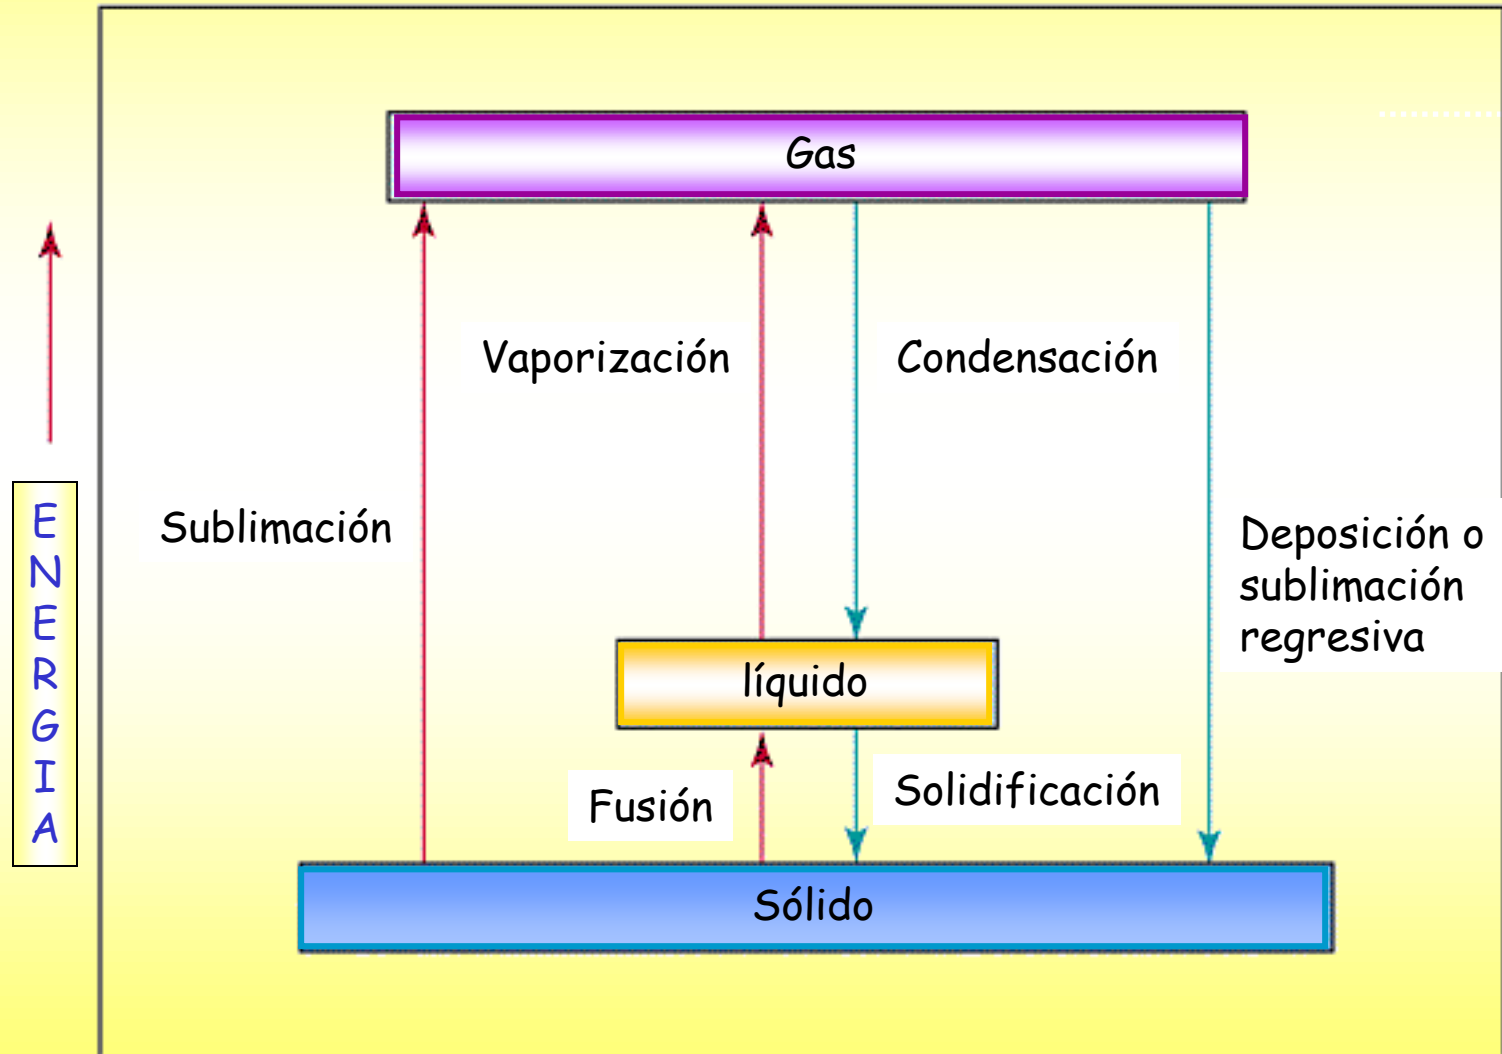 Gas
Vaporización
Condensación
Sublimación
Deposición o
sublimación
regresiva
E
N
E
R
G
I
A
líquido
Fusión
Solidificación
Sólido